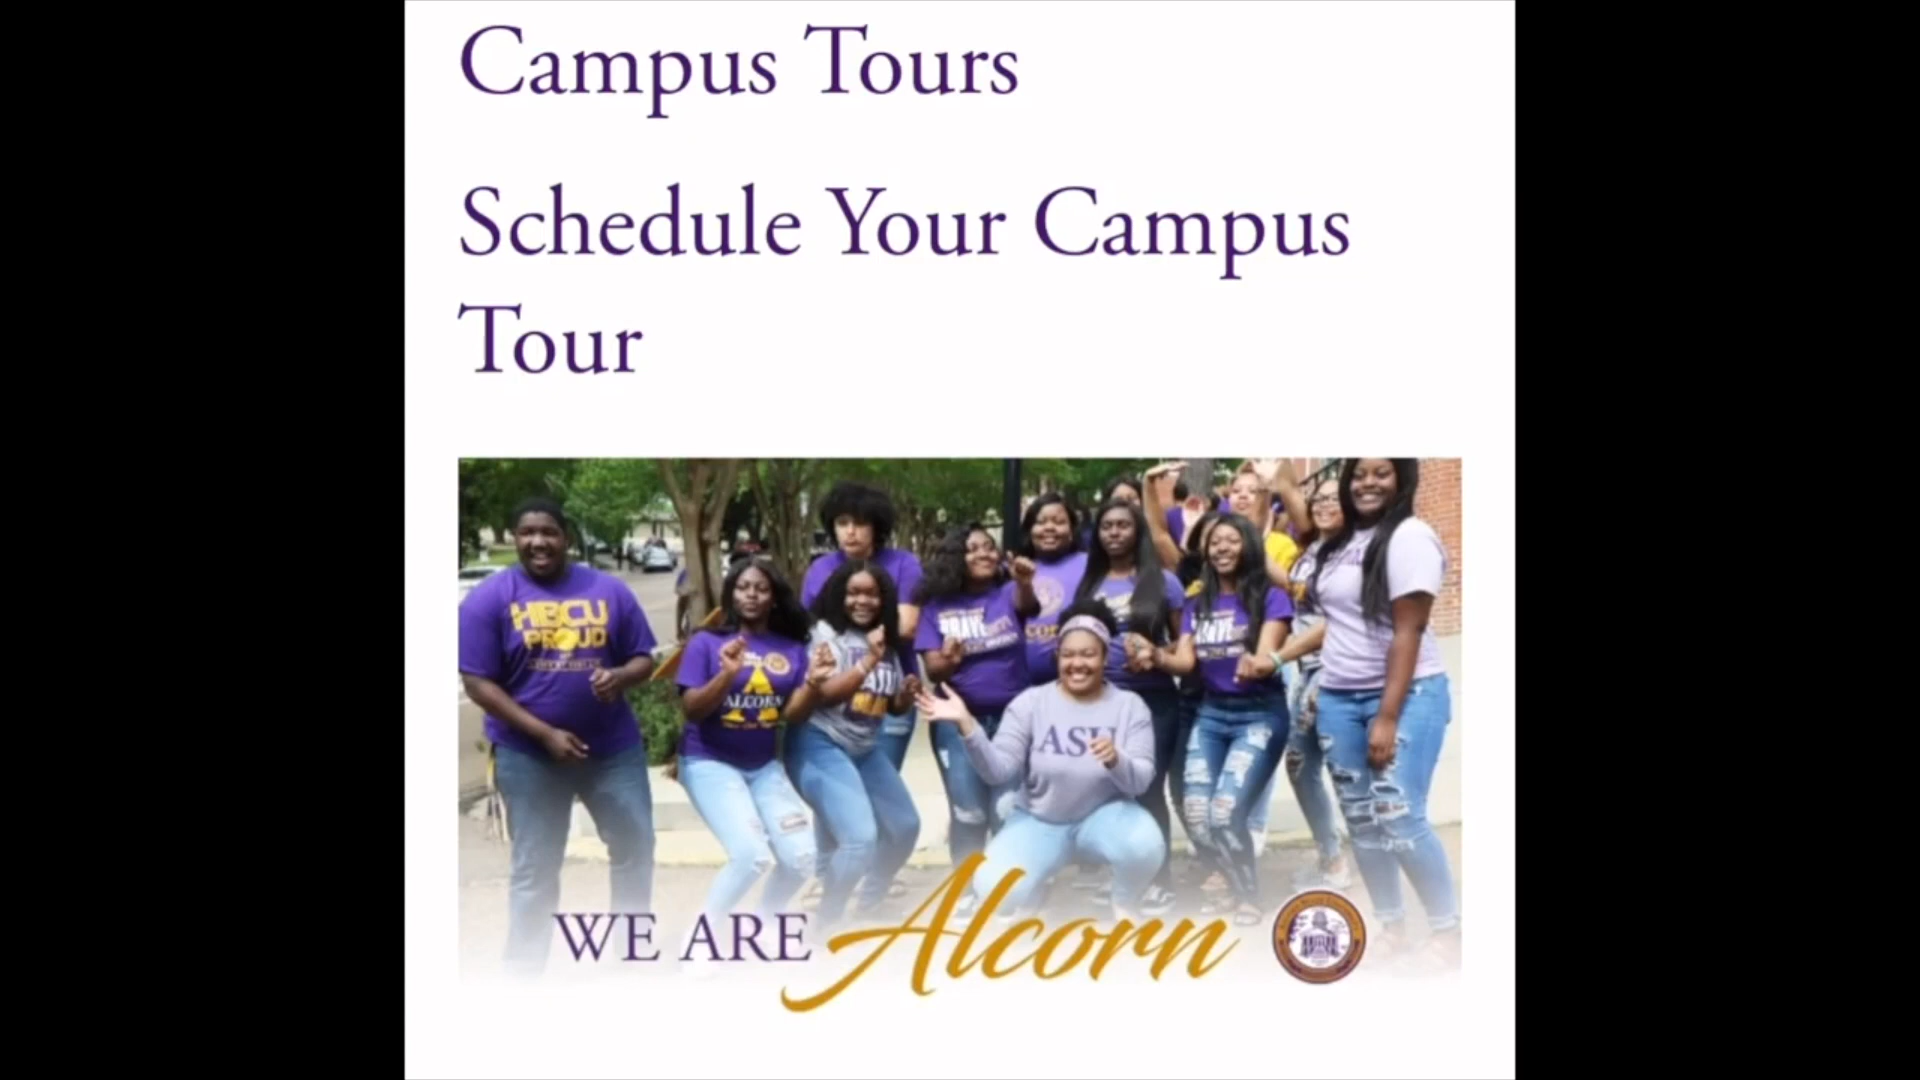 Campus Tours
Schedule Your Campus
Tour
HBCU
PROUD
ALCORN
ASU
WE ARE Alcorn